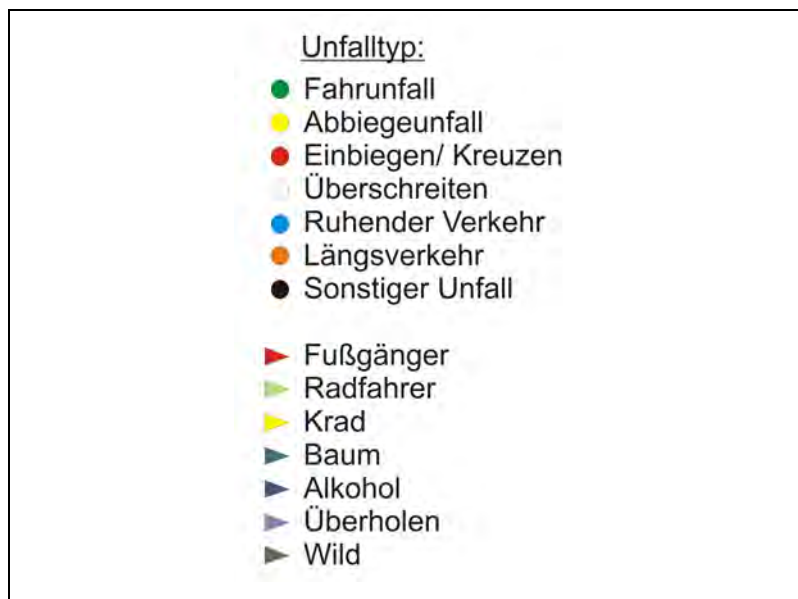 Unfalltyp:
Fahrunfall
Abbiegeunfall
Einbiegen/ Kreuzen
Überschreiten
Ruhender Verkehr
Längsverkehr
Sonstiger Unfall
Fußgänger
Radfahrer
Krad
Baum
Alkohol
Überholen
Wild